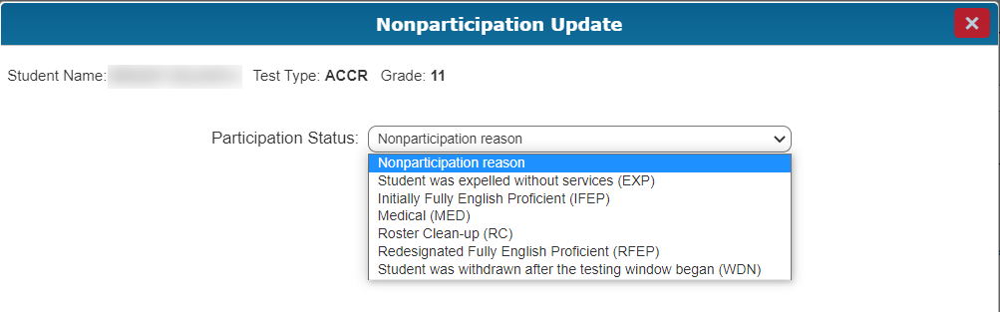 Nonparticipation Update
Student Name: Test Type: ACCR Grade: 11
Participation Status: Nonparticipation reason
Nonparticipation reason
Student was expelled without services (EXP)
Initially Fully English Proficient (IFEP)
Medical (MED)
Roster Clean-up (RC)
Redesignated Fully English Proficient (RFEP)
Student was withdrawn after the testing window began (WDN)